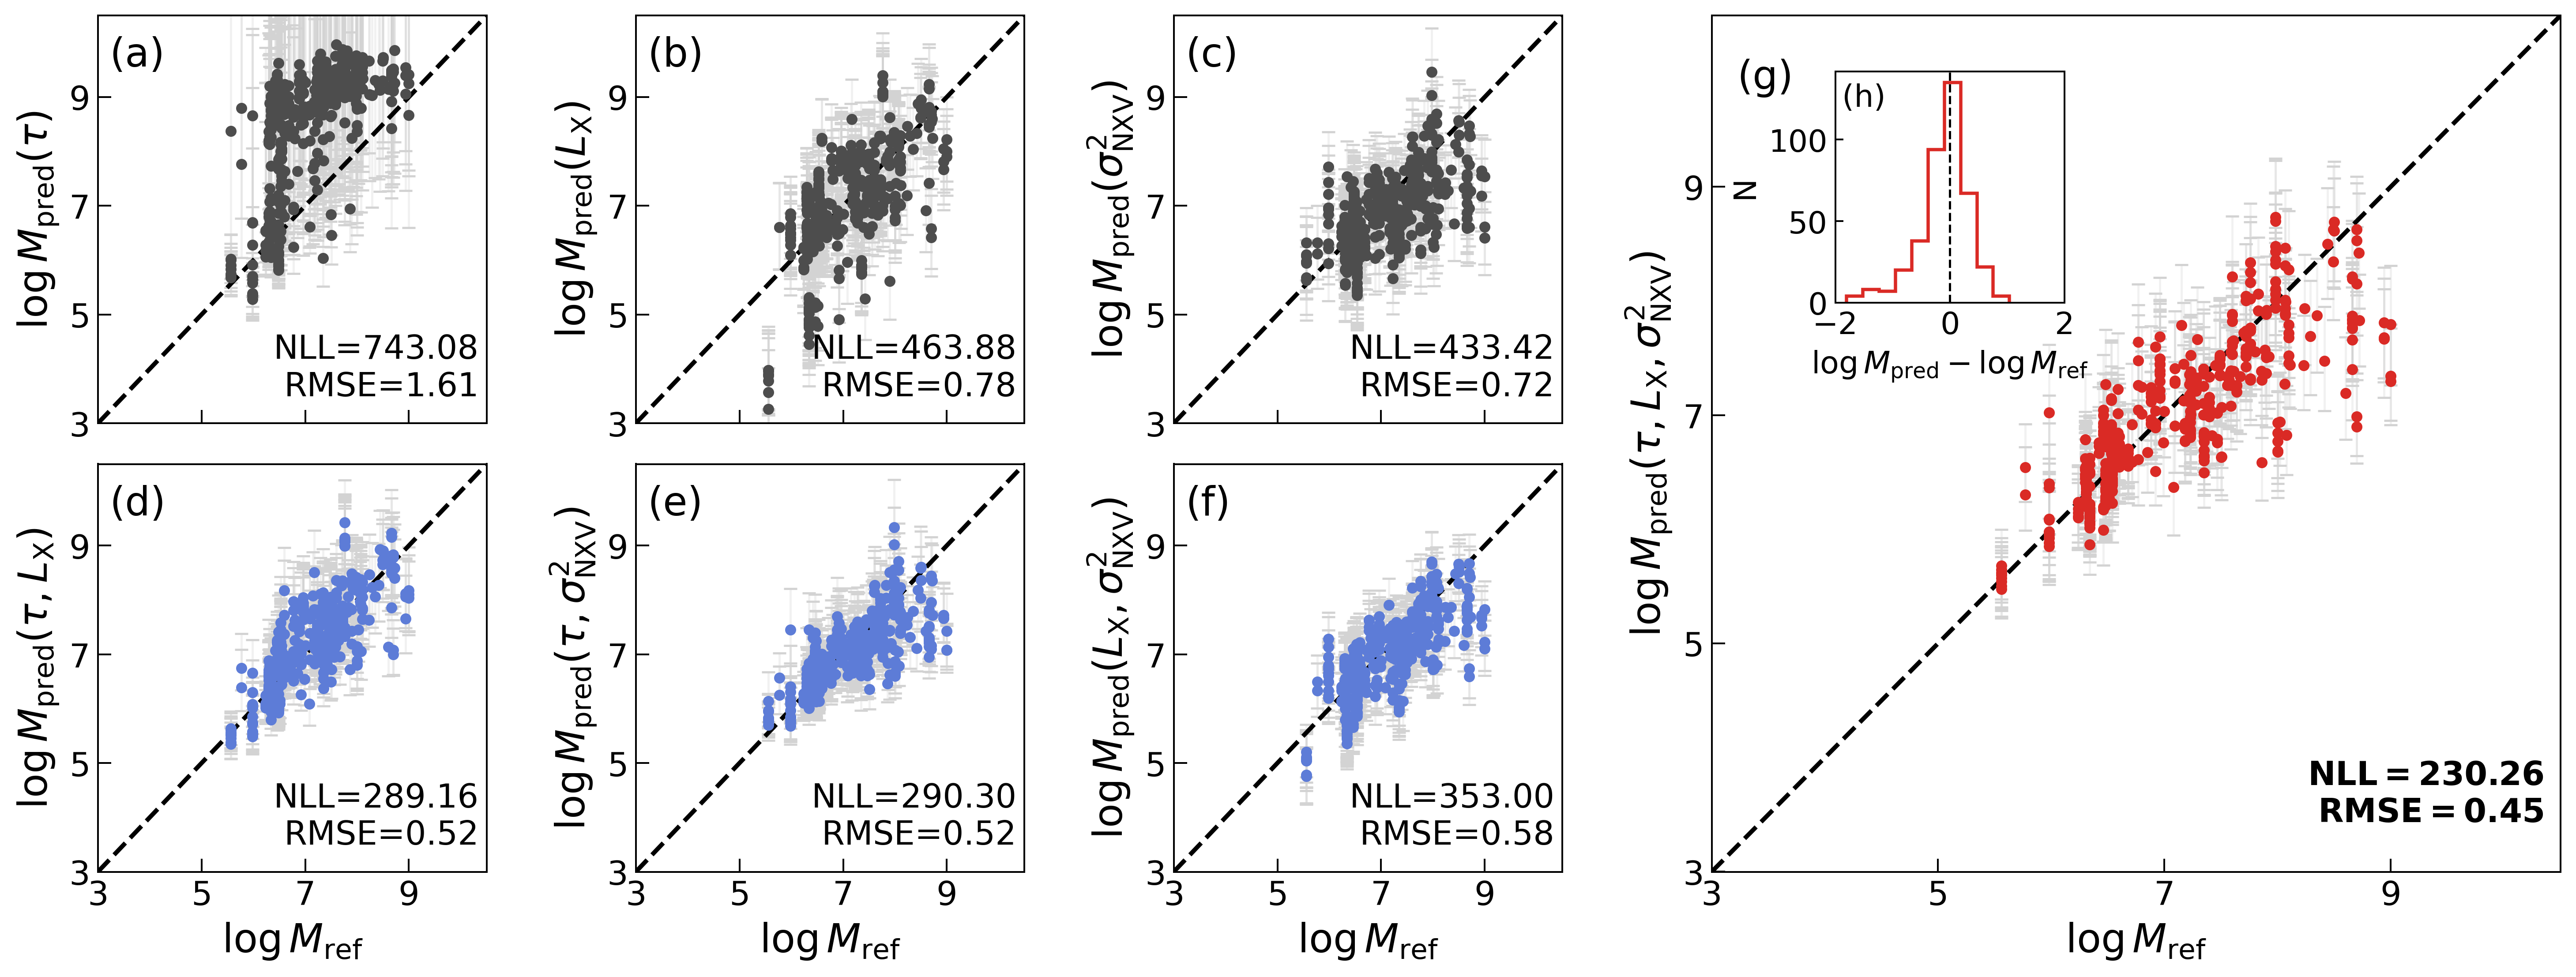 (a)
log M_pred(τ)
9
7
5
3
NLL=743.08
RMSE=1.61
(b)
log M_pred(L_X)
9
7
5
3
NLL=463.88
RMSE=0.78
(c)
log M_pred(σ²_NXV)
9
7
5
3
NLL=433.42
RMSE=0.72
(d)
log M_pred(τ, L_X)
9
7
5
3
NLL=289.16
RMSE=0.52
3 5 7 9
log M_ref
(e)
log M_pred(τ, σ²_NXV)
9
7
5
3
NLL=290.30
RMSE=0.52
3 5 7 9
log M_ref
(f)
log M_pred(L_X, σ²_NXV)
9
7
5
3
NLL=353.00
RMSE=0.58
3 5 7 9
log M_ref
(g)
log M_pred(τ, L_X, σ²_NXV)
9
7
5
3
(h)
N
100
50
0
−2 0 2
log M_pred − log M_ref
NLL = 230.26
RMSE = 0.45
3 5 7 9
log M_ref